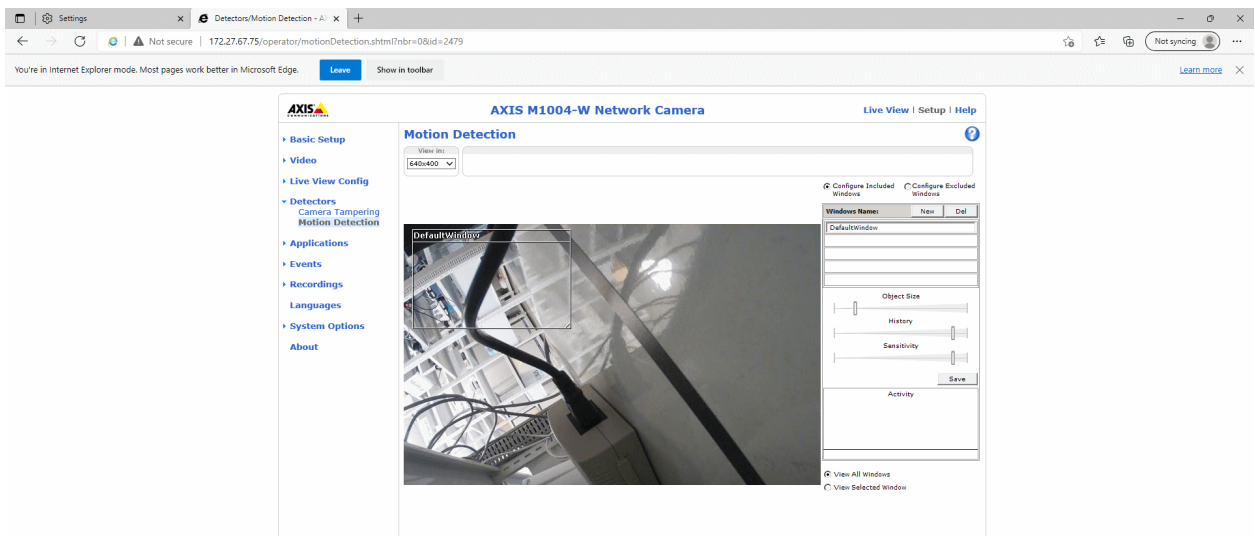 Settings
Detectors/Motion Detection - AX
Not secure 172.27.67.75/operator/motionDetection.shtml?nbr=0&id=2479
Not syncing
You're in Internet Explorer mode. Most pages work better in Microsoft Edge. Leave Show in toolbar Learn more
AXIS
COMMUNICATIONS
AXIS M1004-W Network Camera
Live View | Setup | Help
Basic Setup
Video
Live View Config
Detectors
Camera Tampering
Motion Detection
Applications
Events
Recordings
Languages
System Options
About
Motion Detection
View in:
640x400
Configure Included Windows
Configure Excluded Windows
Windows Name: New Del
DefaultWindow
DefaultWindow
Object Size
History
Sensitivity
Save
Activity
View All Windows
View Selected Window